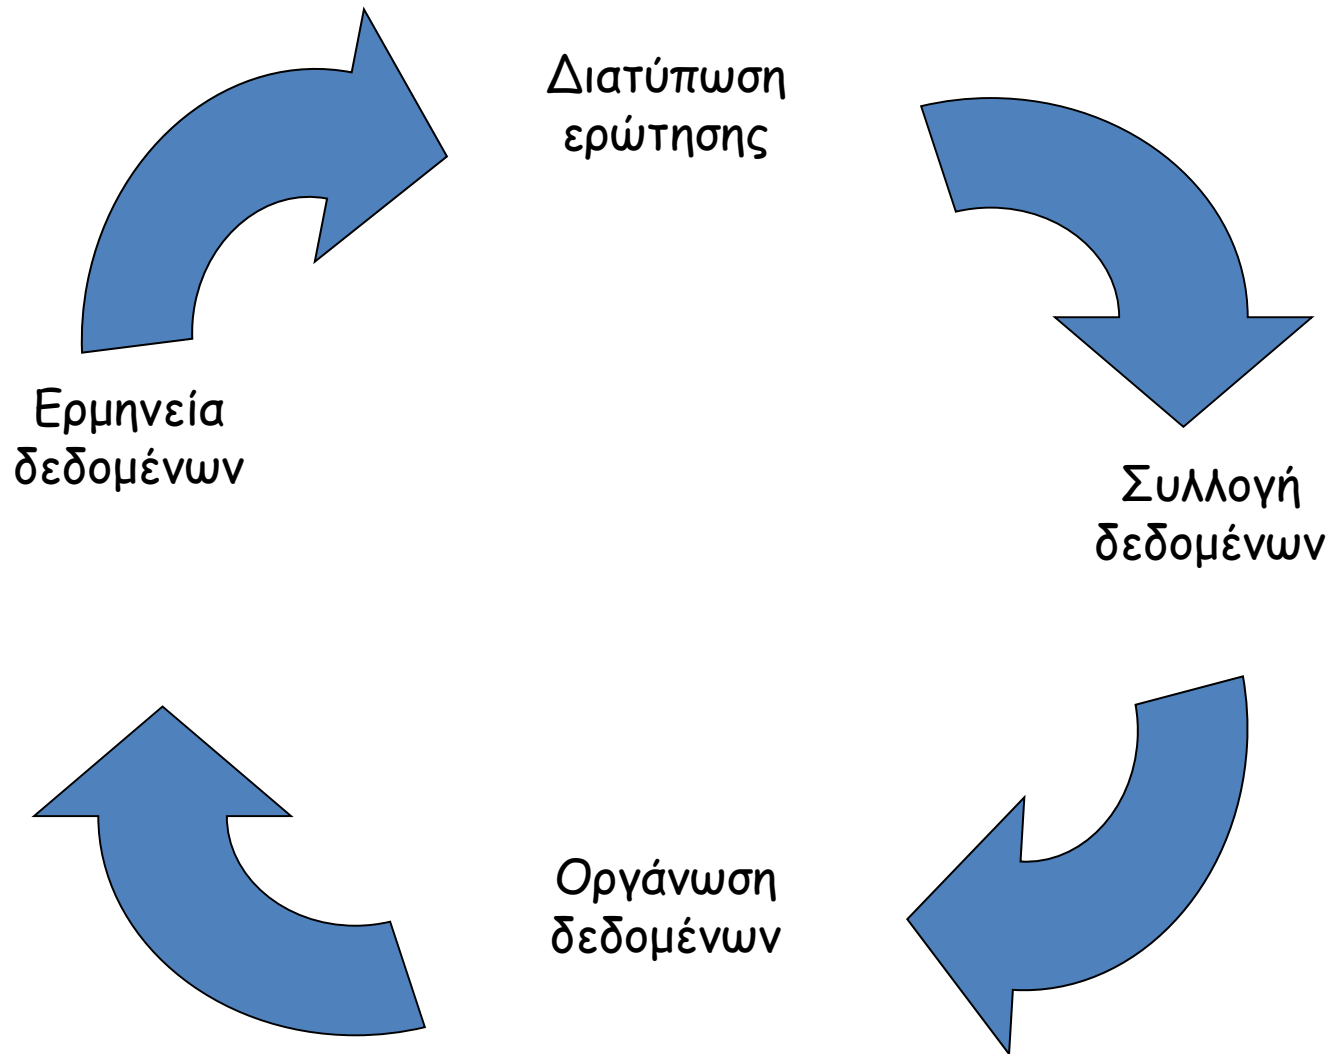 Διατύπωση
ερώτησης
Ερμηνεία
δεδομένων
Συλλογή
δεδομένων
Οργάνωση
δεδομένων